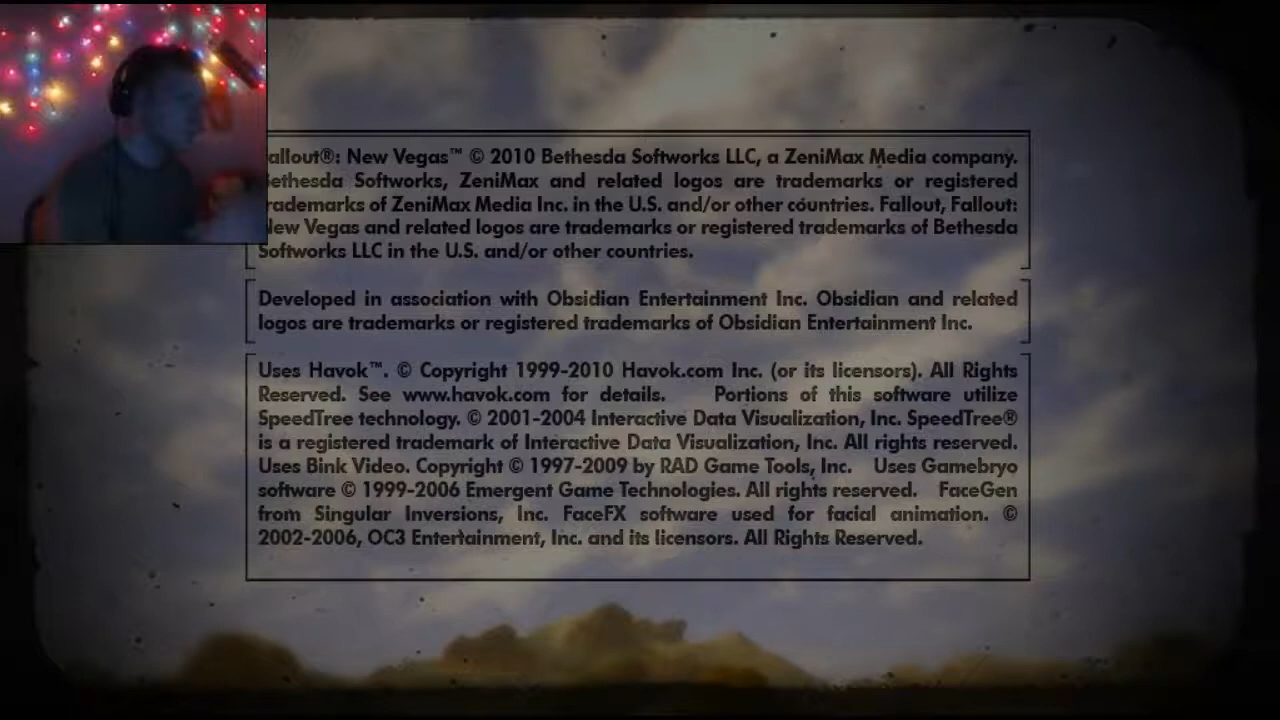 allout®: New Vegas™ © 2010 Bethesda Softworks LLC, a ZeniMax Media company.
Bethesda Softworks, ZeniMax and related logos are trademarks or registered
trademarks of ZeniMax Media Inc. in the U.S. and/or other countries. Fallout, Fallout:
New Vegas and related logos are trademarks or registered trademarks of Bethesda
Softworks LLC in the U.S. and/or other countries.
Developed in association with Obsidian Entertainment Inc. Obsidian and related
logos are trademarks or registered trademarks of Obsidian Entertainment Inc.
Uses Havok™. © Copyright 1999-2010 Havok.com Inc. (or its licensors). All Rights
Reserved. See www.havok.com for details. Portions of this software utilize
SpeedTree technology. © 2001-2004 Interactive Data Visualization, Inc. SpeedTree®
is a registered trademark of Interactive Data Visualization, Inc. All rights reserved.
Uses Bink Video. Copyright © 1997-2009 by RAD Game Tools, Inc. Uses Gamebryo
software © 1999-2006 Emergent Game Technologies. All rights reserved. FaceGen
from Singular Inversions, Inc. FaceFX software used for facial animation. ©
2002-2006, OC3 Entertainment, Inc. and its licensors. All Rights Reserved.